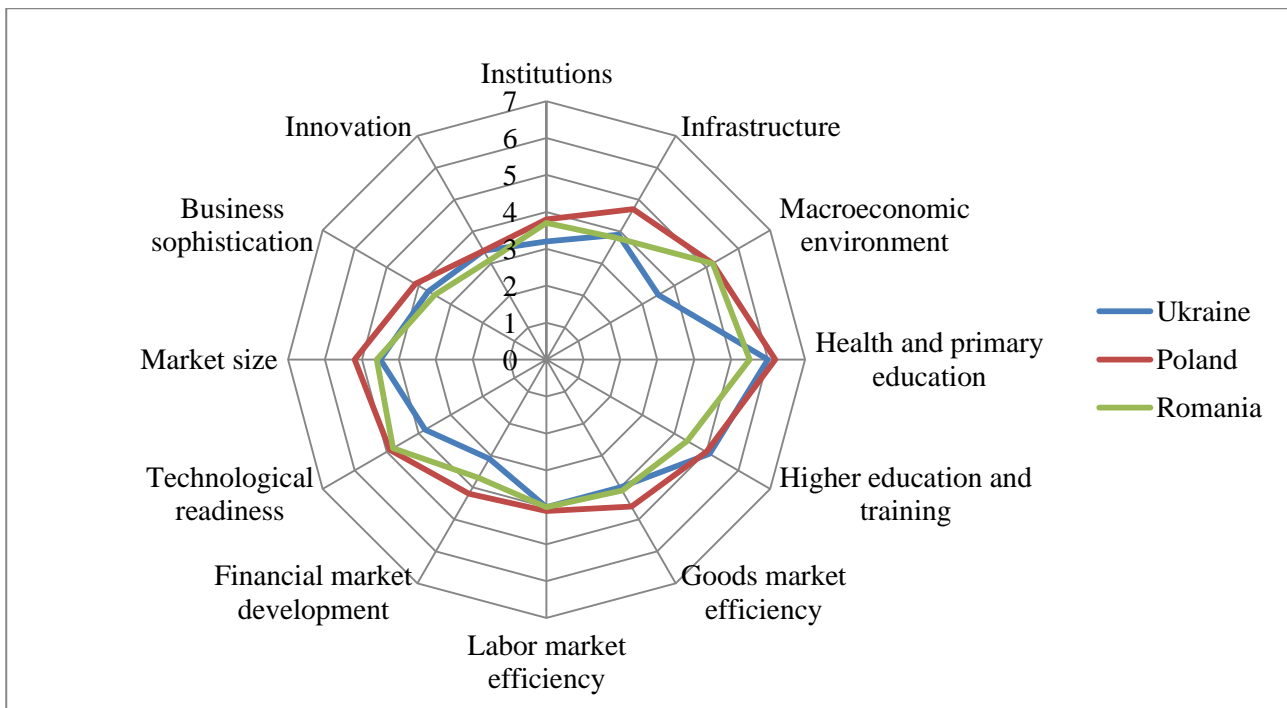 Institutions
7
6
5
4
3
2
1
0
Infrastructure
Macroeconomic
environment
Health and primary
education
Higher education and
training
Goods market
efficiency
Labor market
efficiency
Financial market
development
Technological
readiness
Market size
Business
sophistication
Innovation
Ukraine
Poland
Romania